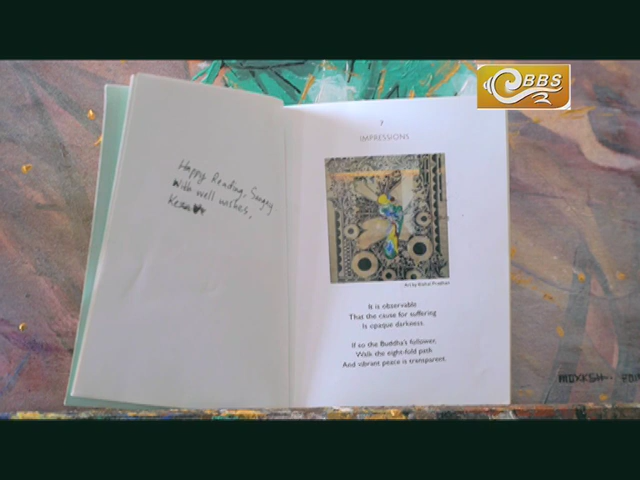 BBS
2
Happy Reading, Sangay
With well wishes,
7
IMPRESSIONS
Art by Kishal Pradhan
It is observable
That the cause for suffering
Is opaque darkness.
If so the Buddha's follower,
Walk the eight-fold path
And vibrant peace is transparent.